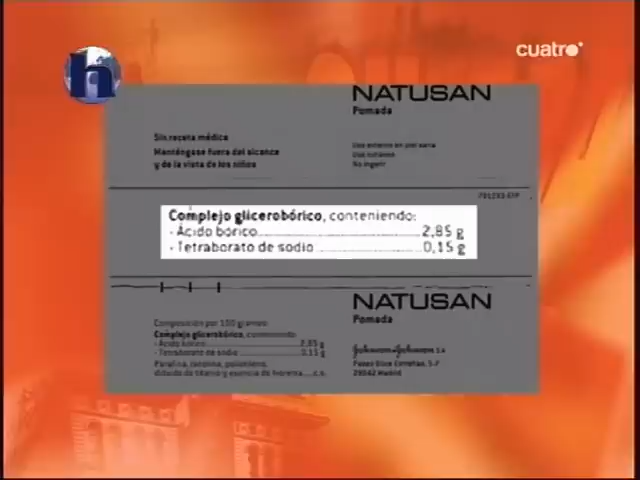 cuatro
h
NATUSAN
Pomada
Sin receta médica
Manténgase fuera del alcance
y de la vista de los niños
Uso externo en piel sana
Uso cutáneo
No ingerir
Complejo glicerobórico, conteniendo:
- Ácido bórico 2,85 g
- Tetraborato de sodio 0,15 g
NATUSAN
Pomada
Composición por 100 gramos:
Complejo glicerobórico, conteniendo:
- Ácido bórico 2,85 g
- Tetraborato de sodio 0,15 g
Johnson & Johnson S.A.
28042 Madrid